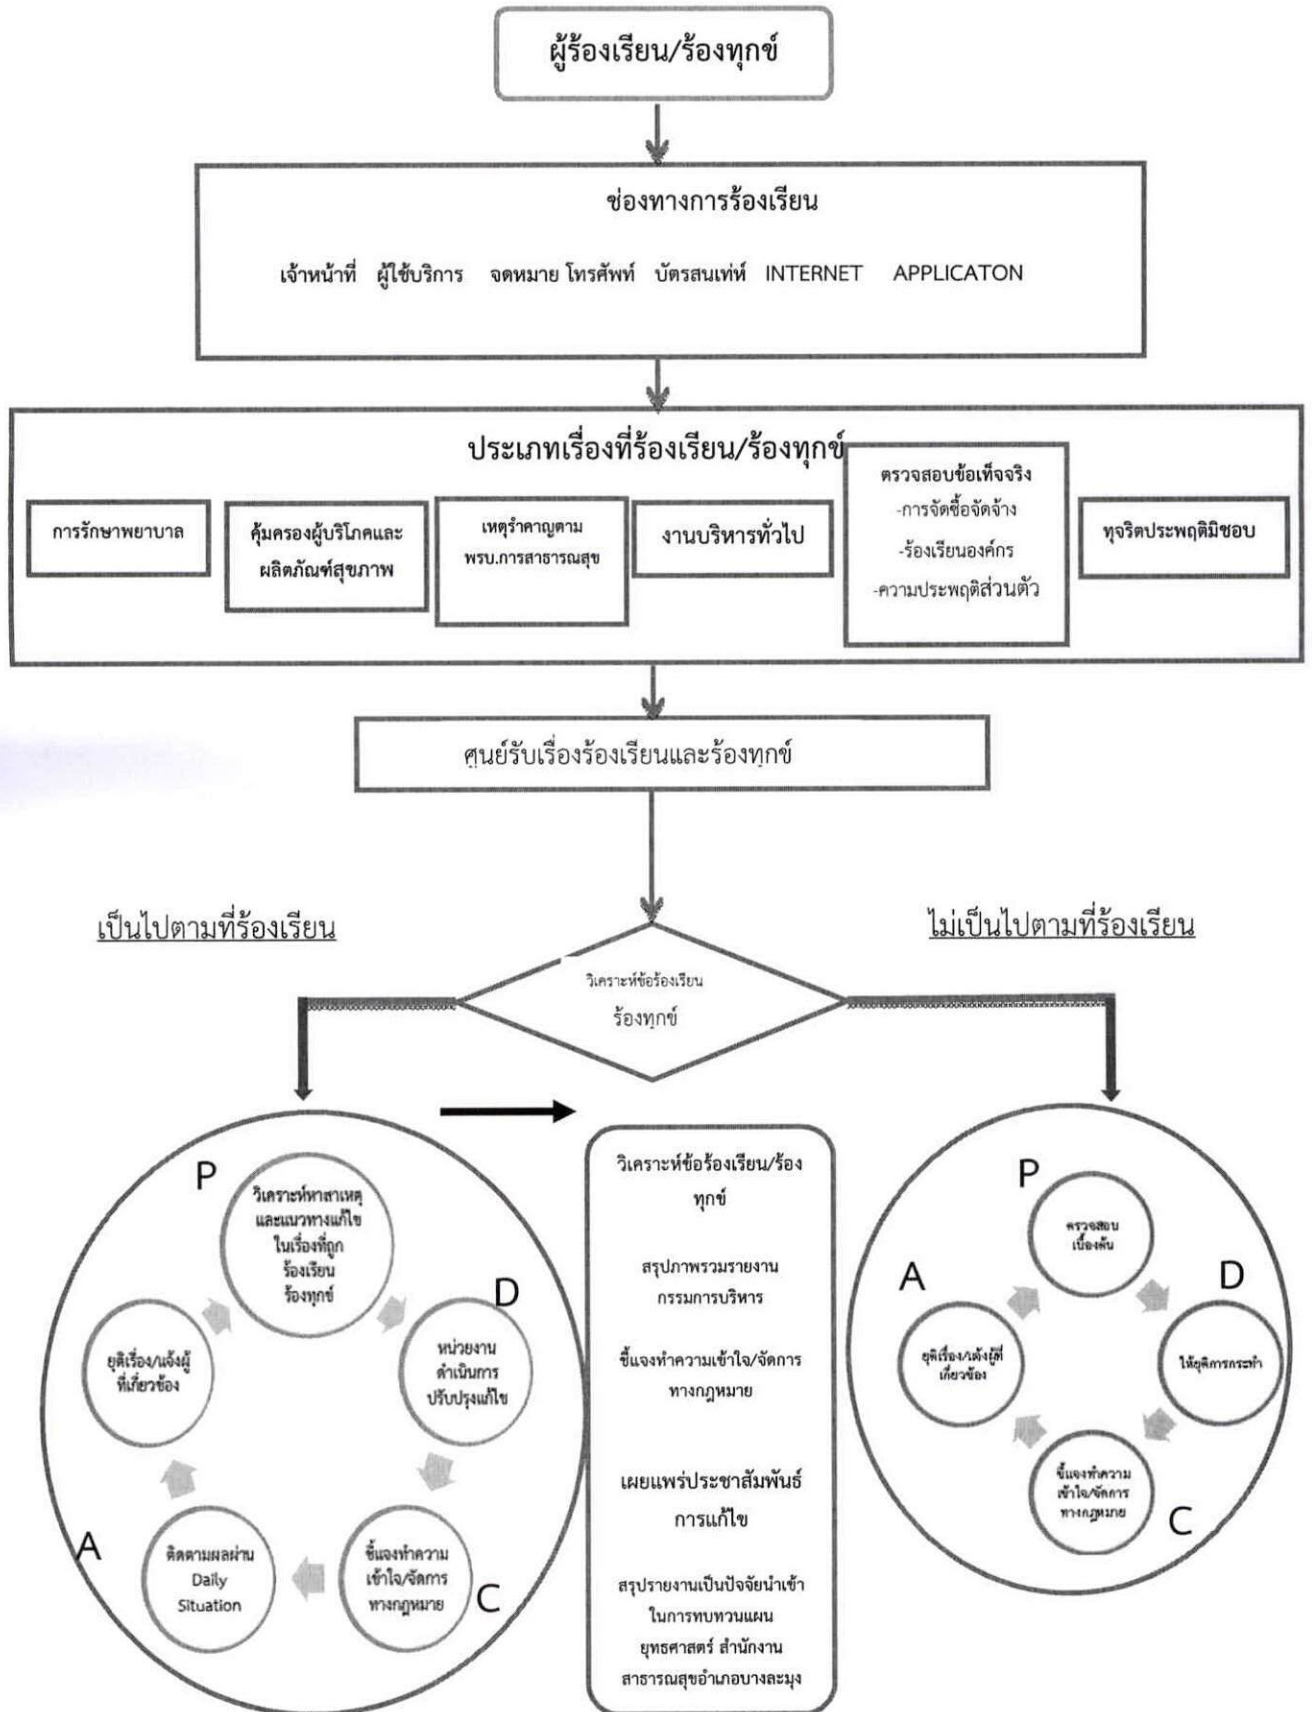 ผู้ร้องเรียน/ร้องทุกข์
ช่องทางการร้องเรียน
เจ้าหน้าที่ ผู้ใช้บริการ จดหมาย โทรศัพท์ บัตรสนเท่ห์ INTERNET APPLICATON
ประเภทเรื่องที่ร้องเรียน/ร้องทุกข์
การรักษาพยาบาล
คุ้มครองผู้บริโภคและ
ผลิตภัณฑ์สุขภาพ
เหตุรำคาญตาม
พรบ.การสาธารณสุข
งานบริหารทั่วไป
ตรวจสอบข้อเท็จจริง
-การจัดซื้อจัดจ้าง
-ร้องเรียนองค์กร
-ความประพฤติส่วนตัว
ทุจริตประพฤติมิชอบ
ศูนย์รับเรื่องร้องเรียนและร้องทุกข์
เป็นไปตามที่ร้องเรียน
ไม่เป็นไปตามที่ร้องเรียน
วิเคราะห์ข้อร้องเรียน
ร้องทุกข์
P
วิเคราะห์หาสาเหตุ
และแนวทางแก้ไข
ในเรื่องที่ถูก
ร้องเรียน
ร้องทุกข์
D
หน่วยงาน
ดำเนินการ
ปรับปรุงแก้ไข
C
ชี้แจงทำความ
เข้าใจ/จัดการ
ทางกฎหมาย
A
ติดตามผลผ่าน
Daily
Situation
ยุติเรื่อง/แจ้งผู้
ที่เกี่ยวข้อง
วิเคราะห์ข้อร้องเรียน/ร้อง
ทุกข์
สรุปภาพรวมรายงาน
กรรมการบริหาร
ชี้แจงทำความเข้าใจ/จัดการ
ทางกฎหมาย
เผยแพร่ประชาสัมพันธ์
การแก้ไข
สรุปรายงานเป็นปัจจัยนำเข้า
ในการทบทวนแผน
ยุทธศาสตร์ สำนักงาน
สาธารณสุขอำเภอบางละมุง
P
ตรวจสอบ
เบื้องต้น
D
ให้ยุติการกระทำ
C
ชี้แจงทำความ
เข้าใจ/จัดการ
ทางกฎหมาย
A
ยุติเรื่อง/แจ้งผู้ที่
เกี่ยวข้อง